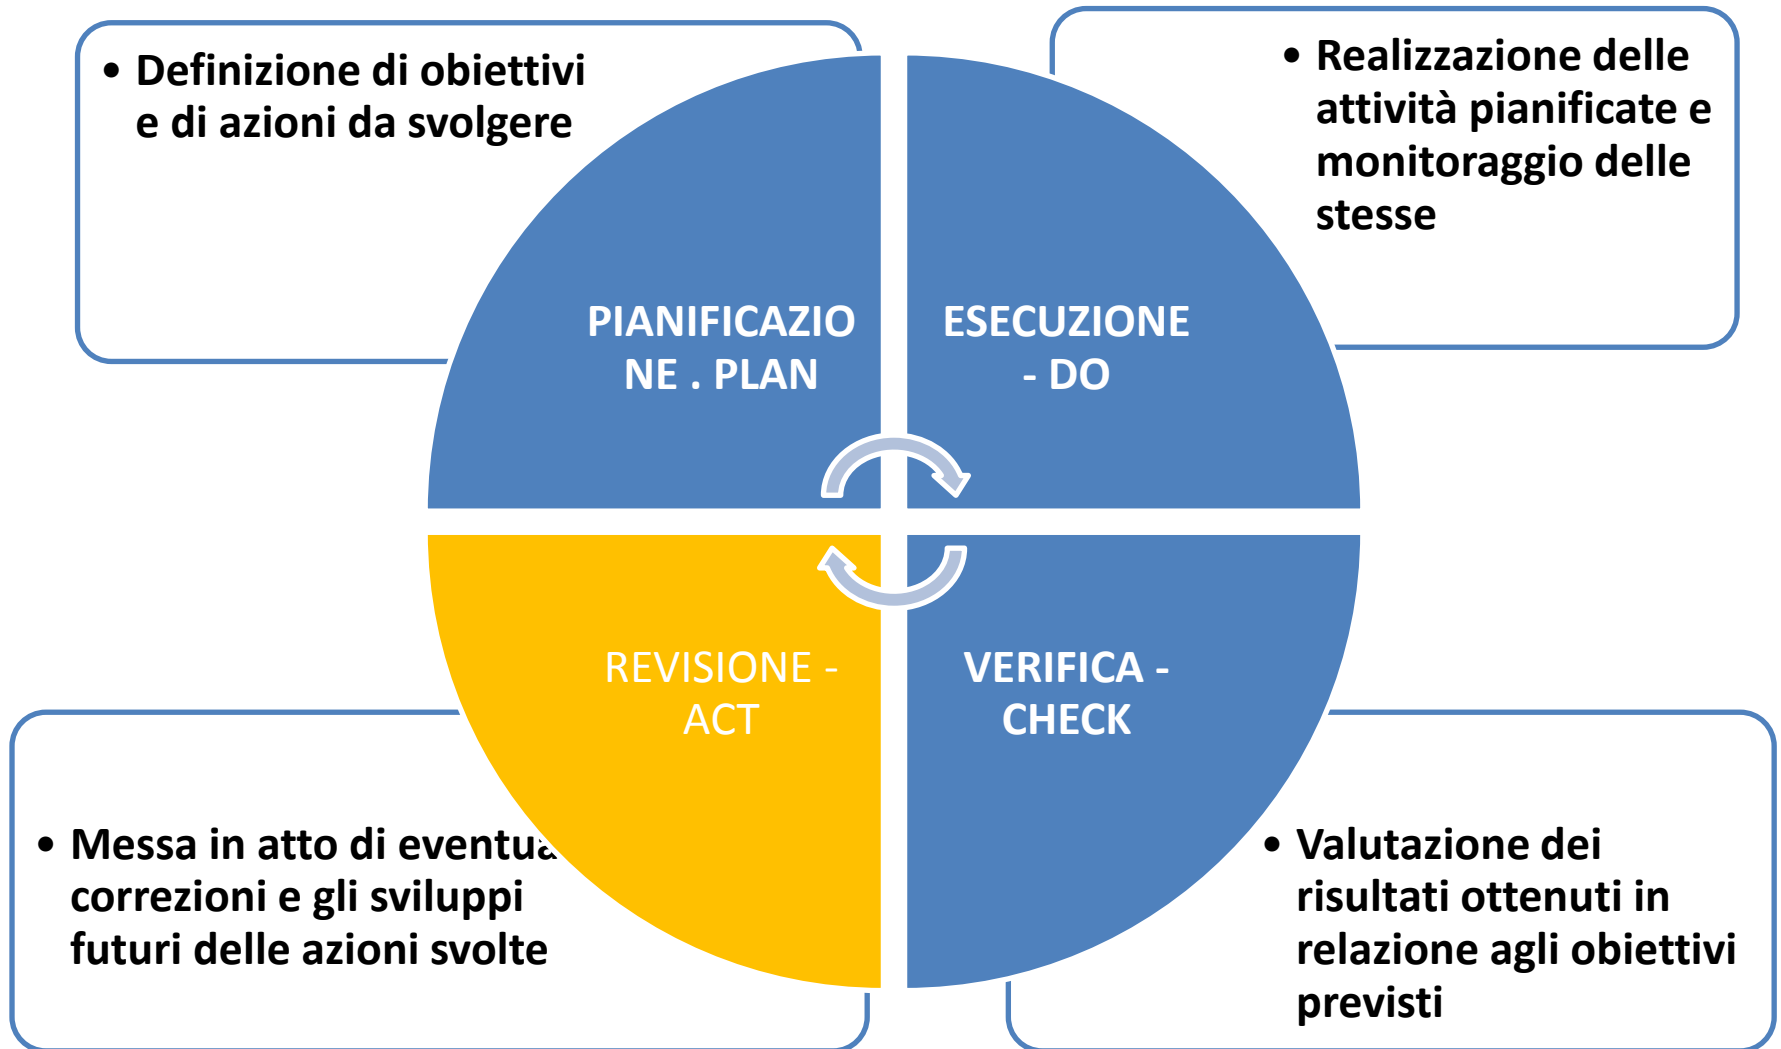 • Definizione di obiettivi
e di azioni da svolgere
• Realizzazione delle
attività pianificate e
monitoraggio delle
stesse
PIANIFICAZIO
NE . PLAN
ESECUZIONE
- DO
REVISIONE -
ACT
VERIFICA -
CHECK
• Messa in atto di
correzioni e gli sviluppi
futuri delle azioni svolte
• Valutazione dei
risultati ottenuti in
relazione agli obiettivi
previsti